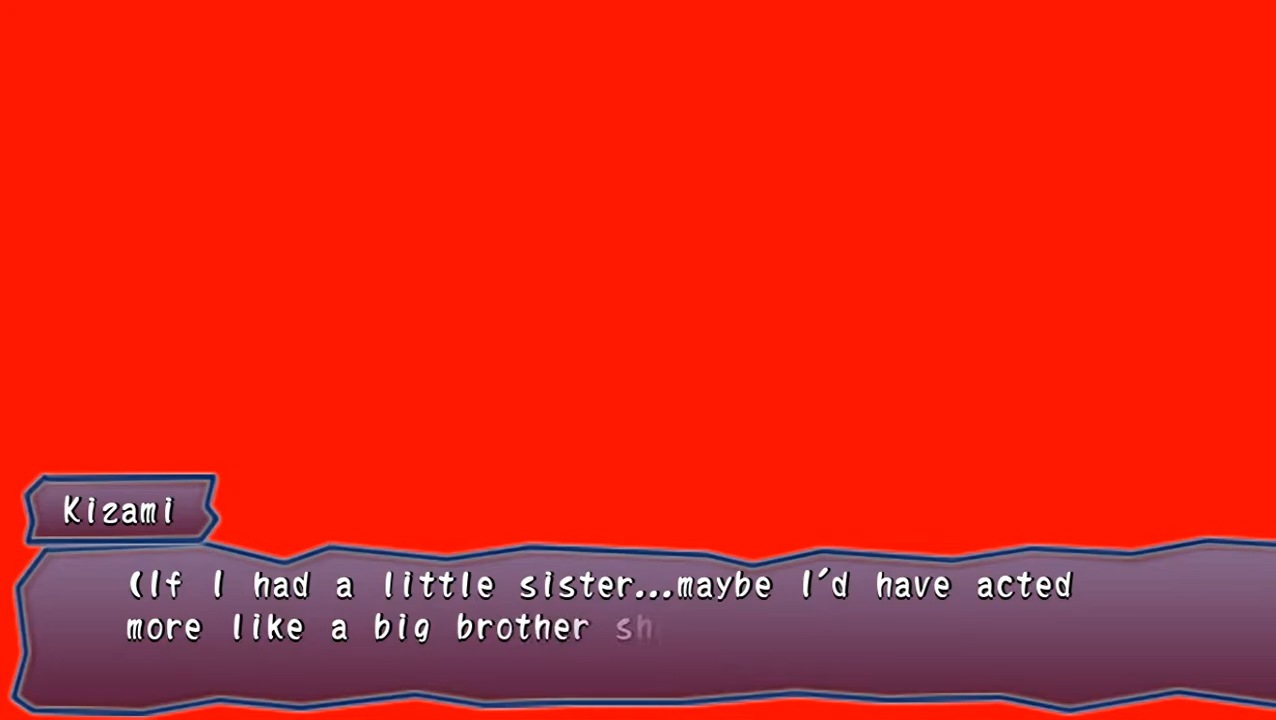 Kizami
(If I had a little sister...maybe I'd have acted
more like a big brother